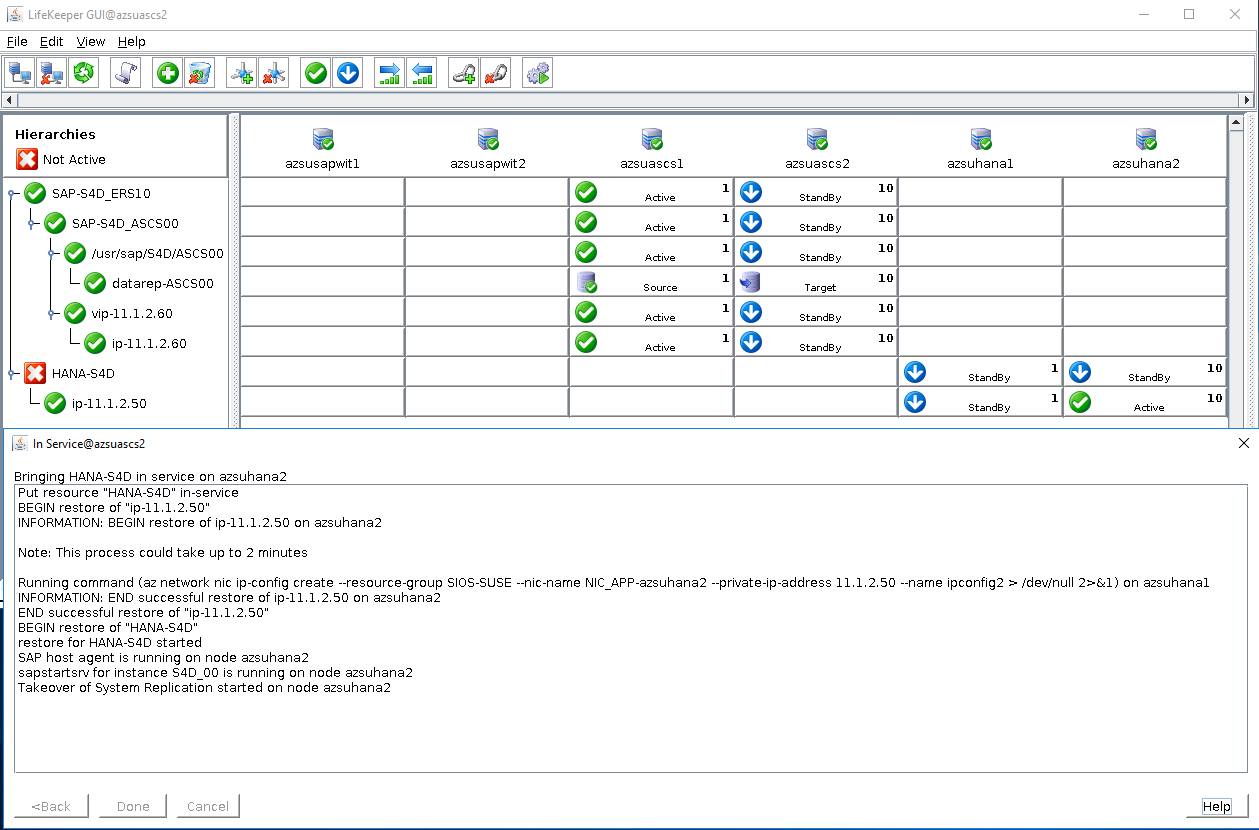 LifeKeeper GUI@azsuascs2
File Edit View Help
Hierarchies
Not Active
azsusapwit1 azsusapwit2 azsuascs1 azsuascs2 azsuhana1 azsuhana2
SAP-S4D_ERS10 Active 1 StandBy 10
SAP-S4D_ASCS00 Active 1 StandBy 10
/usr/sap/S4D/ASCS00 Active 1 StandBy 10
datarep-ASCS00 Source 1 Target 10
vip-11.1.2.60 Active 1 StandBy 10
ip-11.1.2.60 Active 1 StandBy 10
HANA-S4D StandBy 1 StandBy 10
ip-11.1.2.50 StandBy 1 Active 10
In Service@azsuascs2
Bringing HANA-S4D in service on azsuhana2
Put resource "HANA-S4D" in-service
BEGIN restore of "ip-11.1.2.50"
INFORMATION: BEGIN restore of ip-11.1.2.50 on azsuhana2
Note: This process could take up to 2 minutes
Running command (az network nic ip-config create --resource-group SIOS-SUSE --nic-name NIC_APP-azsuhana2 --private-ip-address 11.1.2.50 --name ipconfig2 > /dev/null 2>&1) on azsuhana1
INFORMATION: END successful restore of ip-11.1.2.50 on azsuhana2
END successful restore of "ip-11.1.2.50"
BEGIN restore of "HANA-S4D"
restore for HANA-S4D started
SAP host agent is running on node azsuhana2
sapstartsrv for instance S4D_00 is running on node azsuhana2
Takeover of System Replication started on node azsuhana2
<Back Done Cancel Help